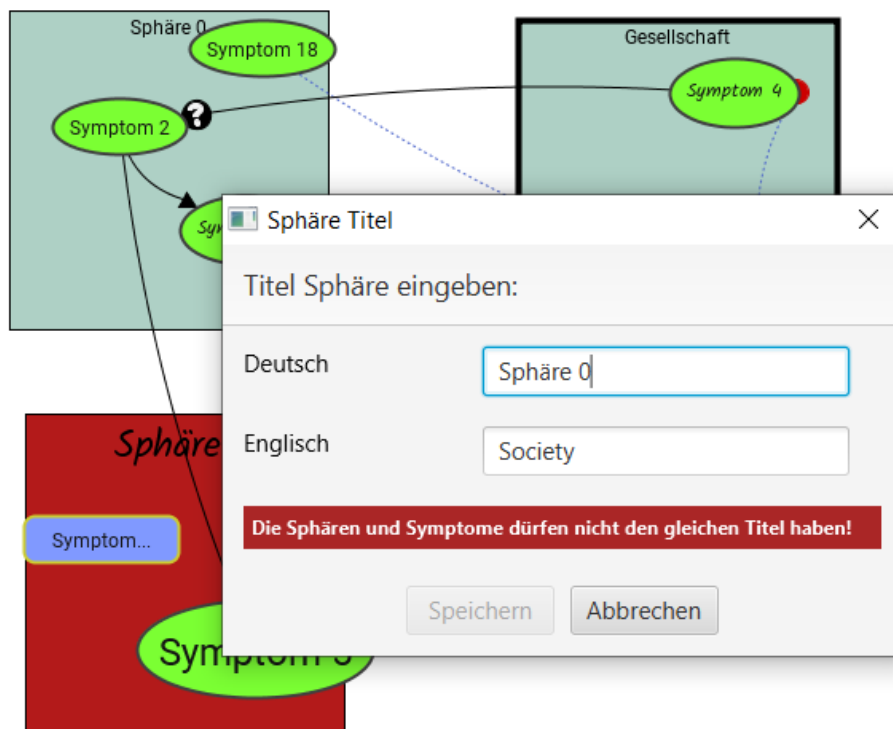 Sphäre 0
Symptom 18
Gesellschaft
Symptom 4
?
Symptom 2
Sphäre Titel
Titel Sphäre eingeben:
Deutsch
Sphäre 0
Sphäre
Englisch
Society
Die Sphären und Symptome dürfen nicht den gleichen Titel haben!
Symptom...
Speichern
Abbrechen